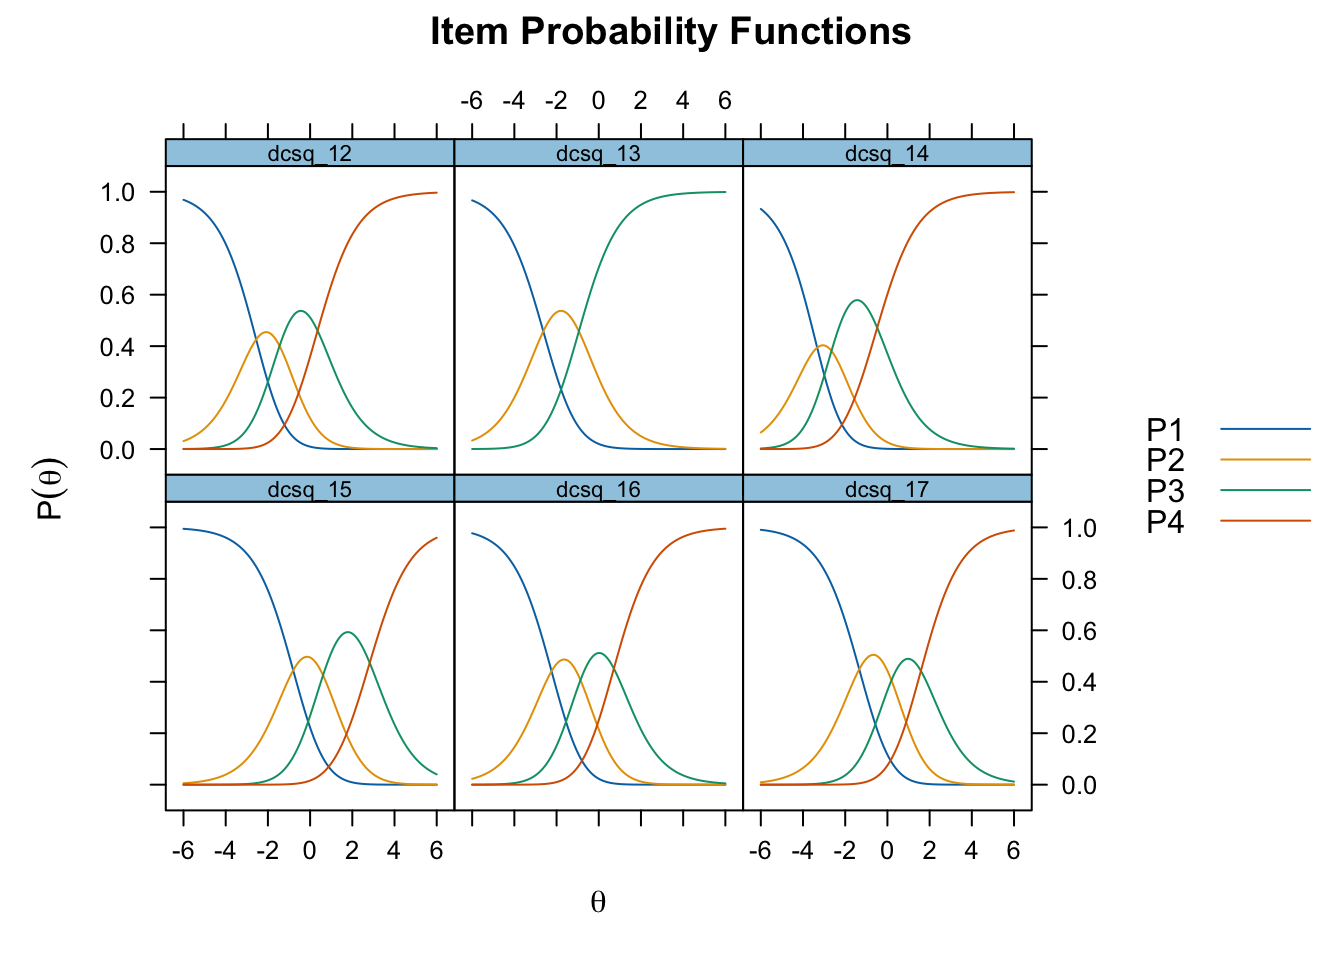 Item Probability Functions
-6 -4 -2 0 2 4 6
dcsq_12 dcsq_13 dcsq_14
1.0
0.8
0.6
0.4
0.2
0.0
dcsq_15 dcsq_16 dcsq_17
1.0
0.8
0.6
0.4
0.2
0.0
P(θ)
P1
P2
P3
P4
-6 -4 -2 0 2 4 6 -6 -4 -2 0 2 4 6
θ